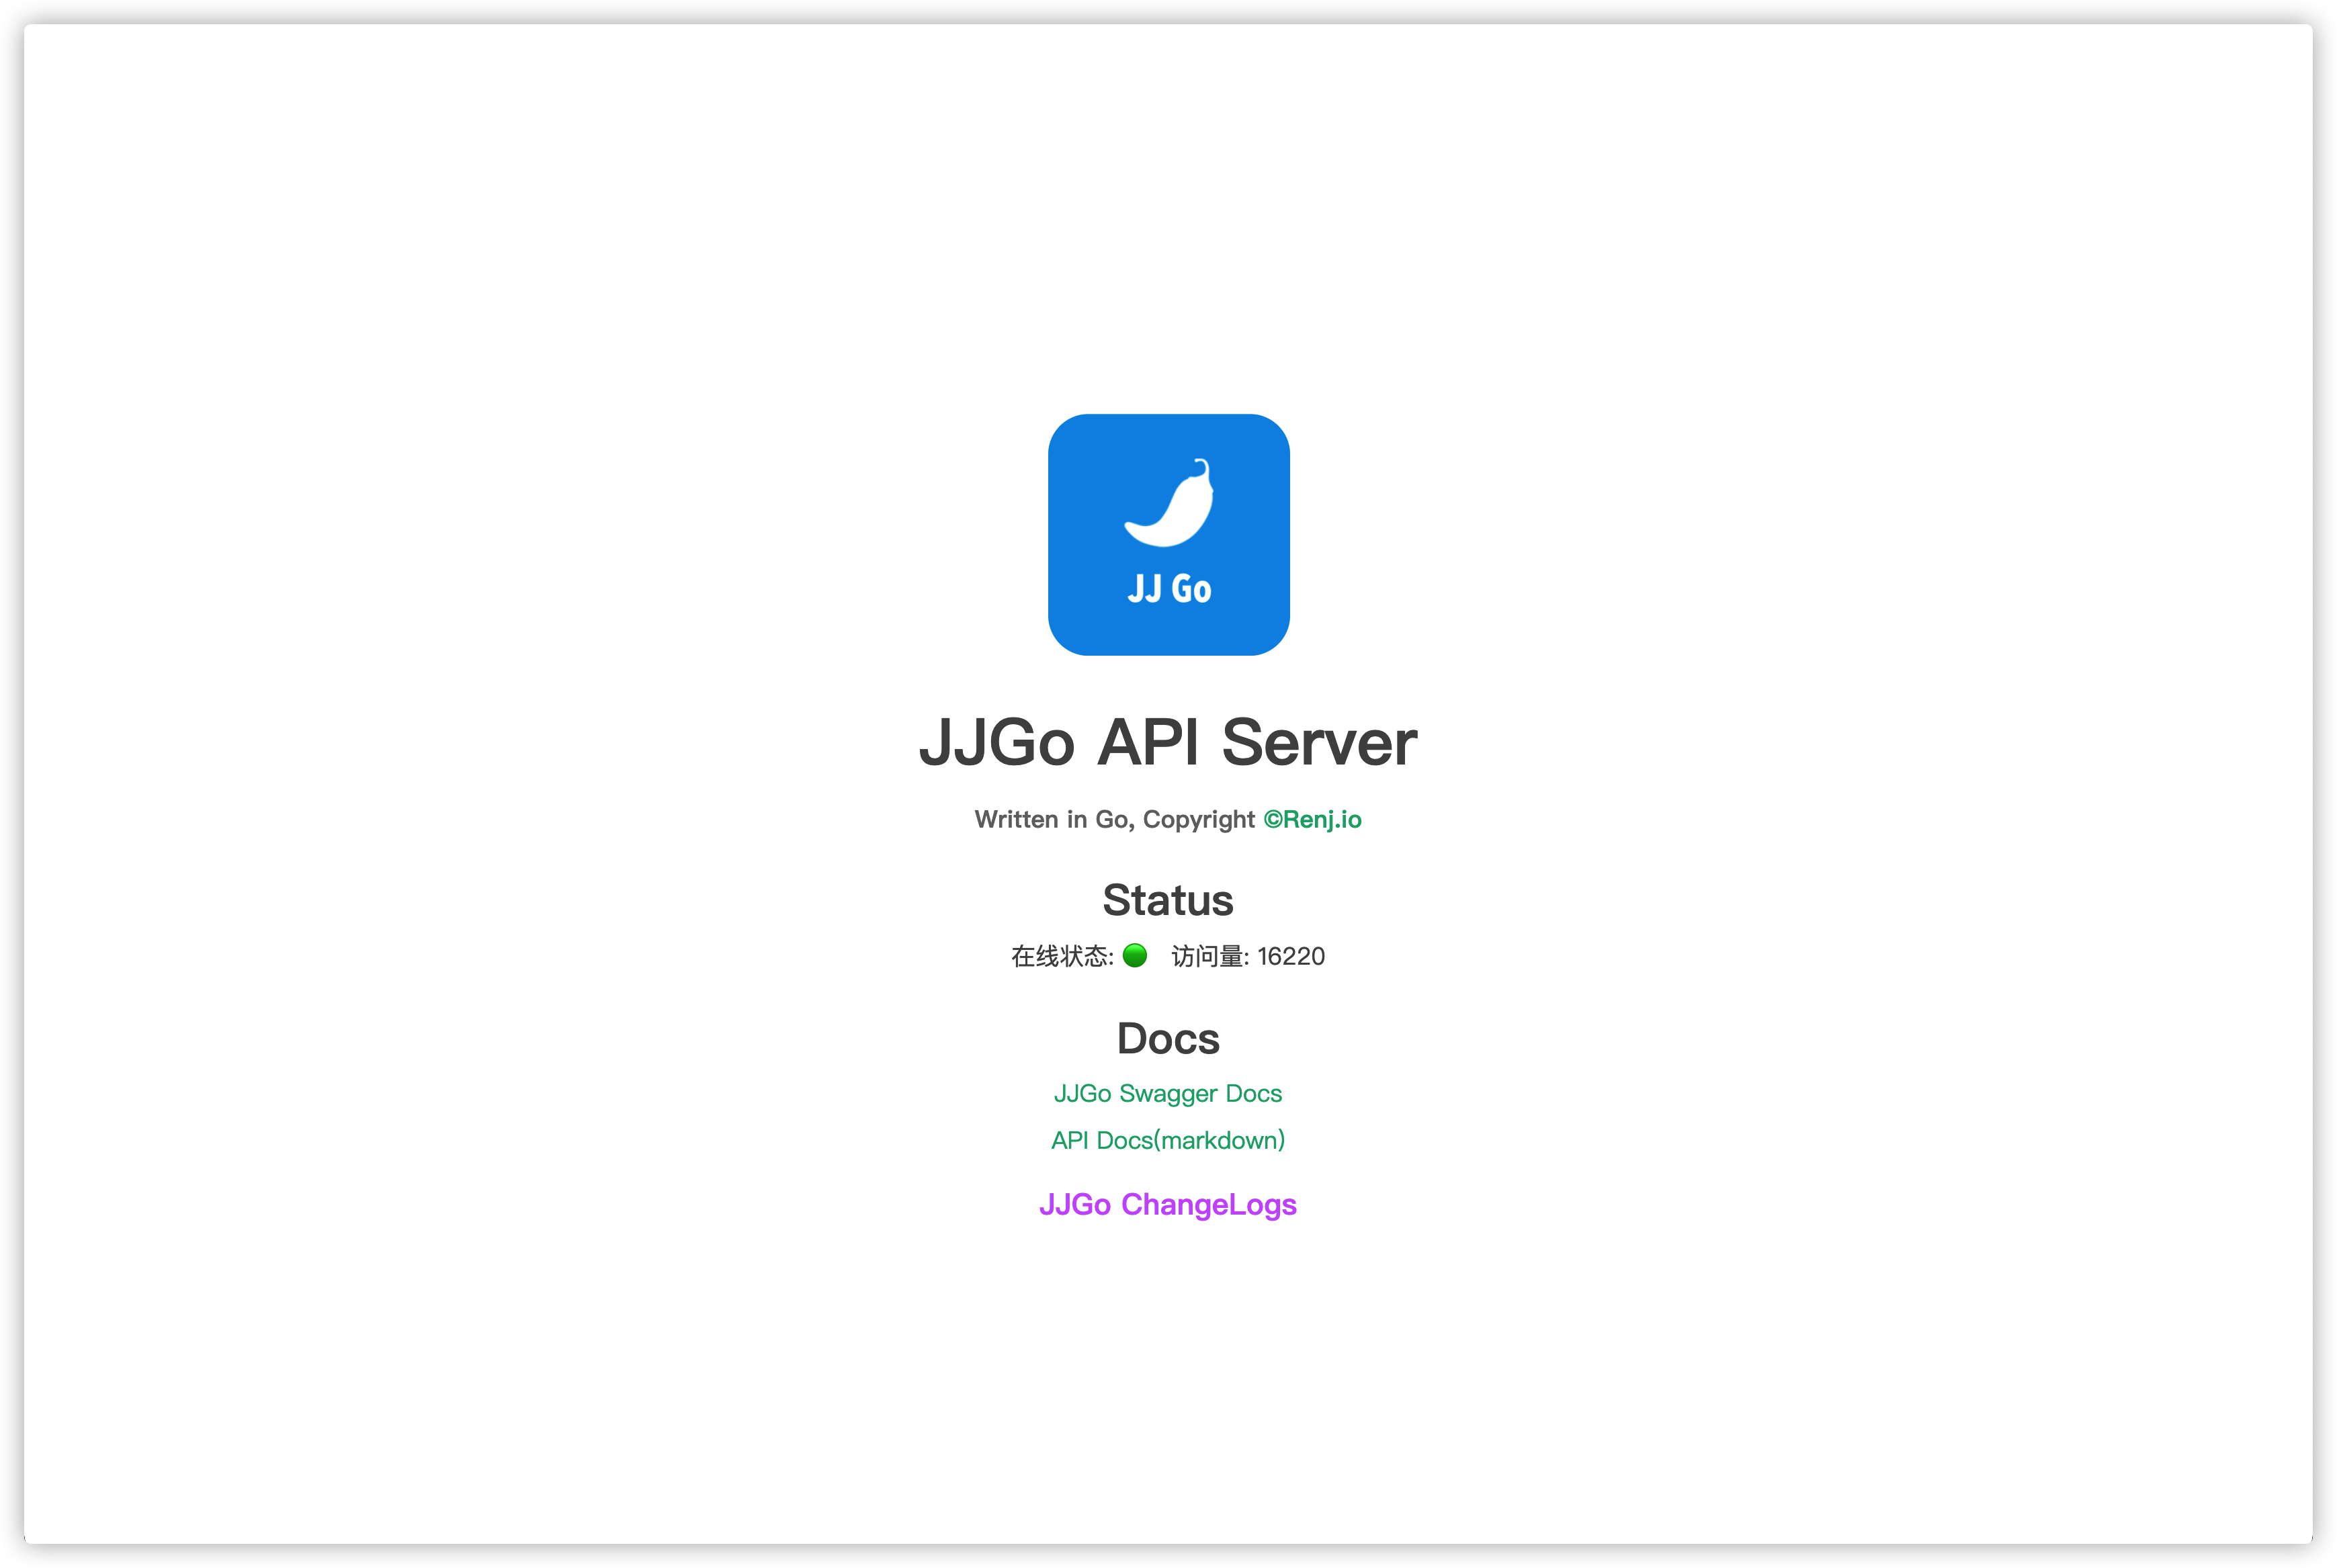 JJ Go
JJGo API Server
Written in Go, Copyright ©Renj.io
Status
在线状态: 🟢 访问量: 16220
Docs
JJGo Swagger Docs
API Docs(markdown)
JJGo ChangeLogs